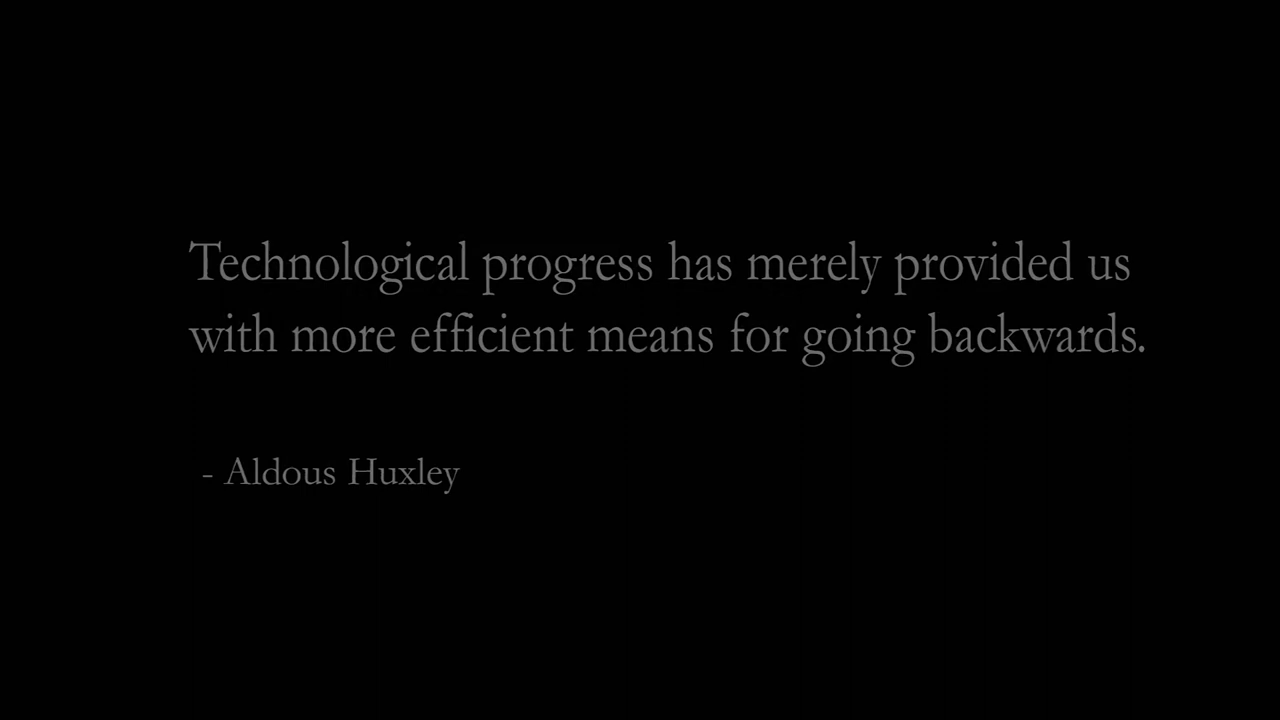 Technological progress has merely provided us
with more efficient means for going backwards.
- Aldous Huxley